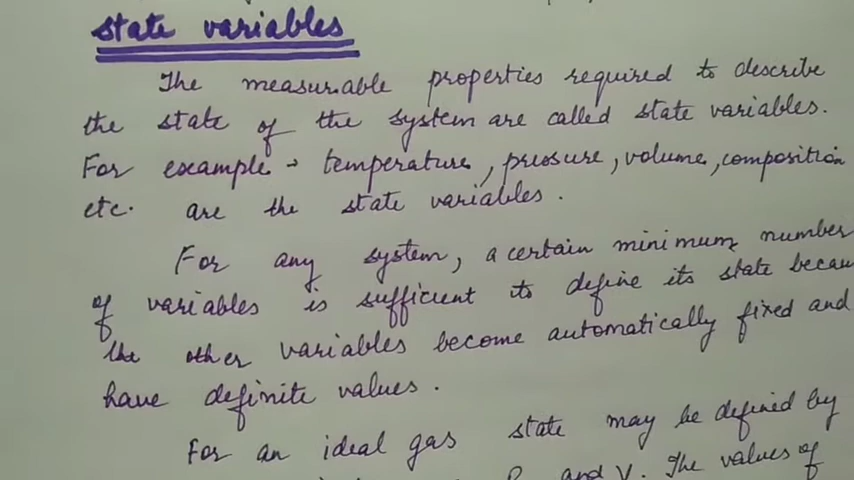 state variables
The measurable properties required to describe
the state of the system are called state variables.
For example → temperature, pressure, volume, composition
etc. are the state variables.
For any system, a certain minimum number
of variables is sufficient to define its state becau
the other variables become automatically fixed and
have definite values.
For an ideal gas state may be defined by
P and V. The values of